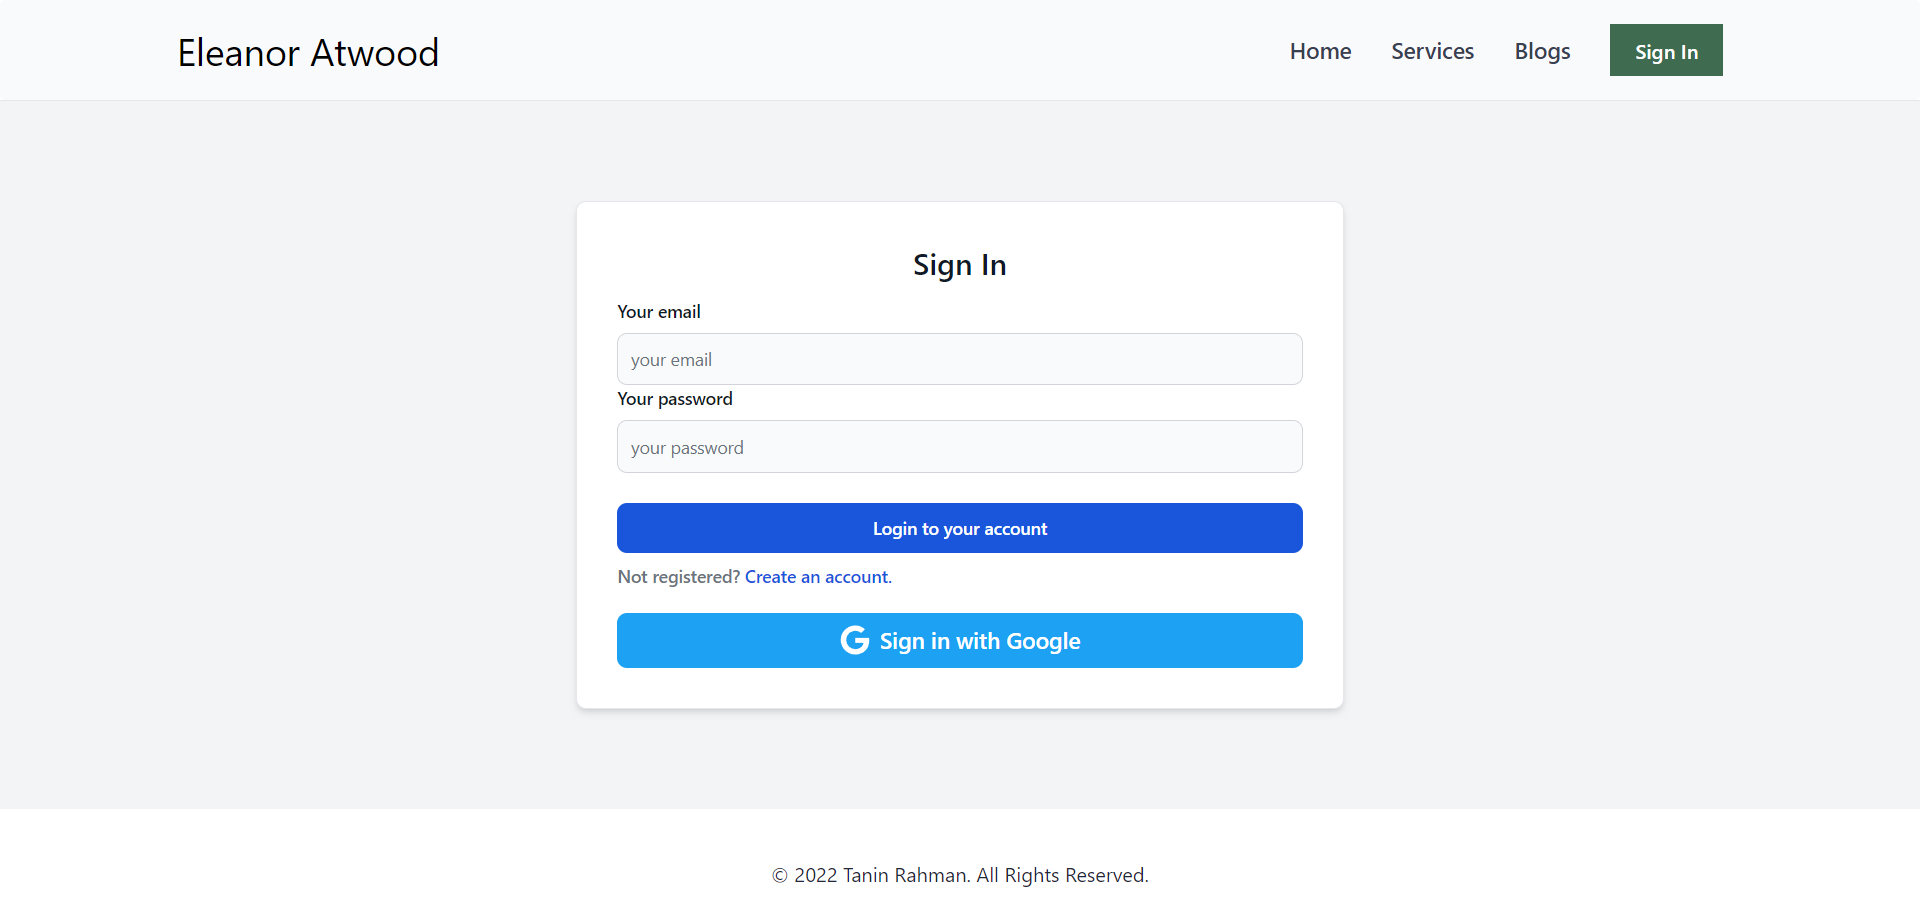 Eleanor Atwood
Home Services Blogs Sign In
Sign In
Your email
your email
Your password
your password
Login to your account
Not registered? Create an account.
Sign in with Google
© 2022 Tanin Rahman. All Rights Reserved.